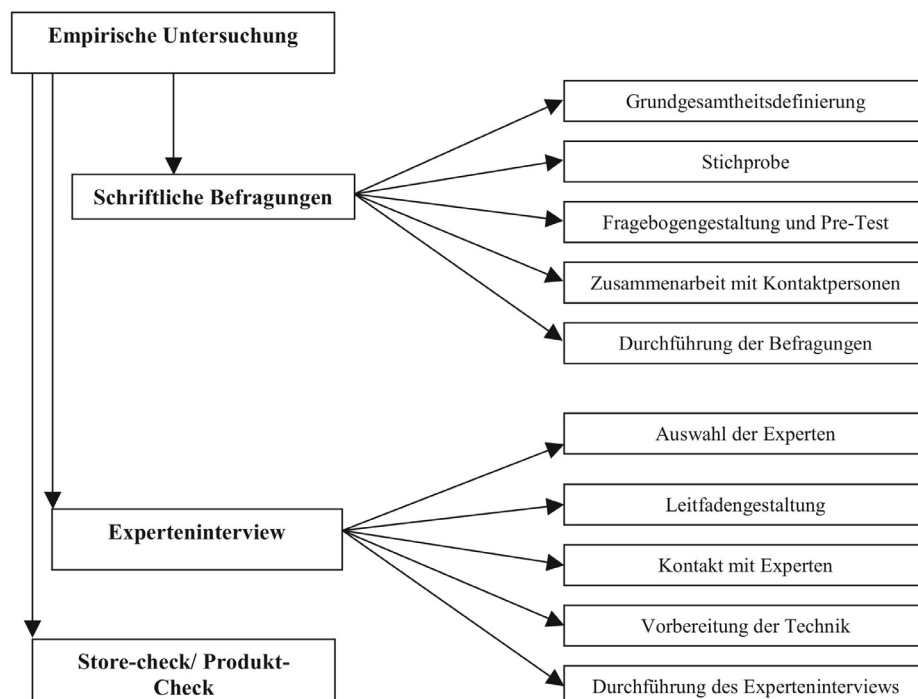 Empirische Untersuchung
Schriftliche Befragungen
Grundgesamtheitsdefinierung
Stichprobe
Fragebogengestaltung und Pre-Test
Zusammenarbeit mit Kontaktpersonen
Durchführung der Befragungen
Experteninterview
Auswahl der Experten
Leitfadengestaltung
Kontakt mit Experten
Vorbereitung der Technik
Durchführung des Experteninterviews
Store-check/ Produkt-
Check